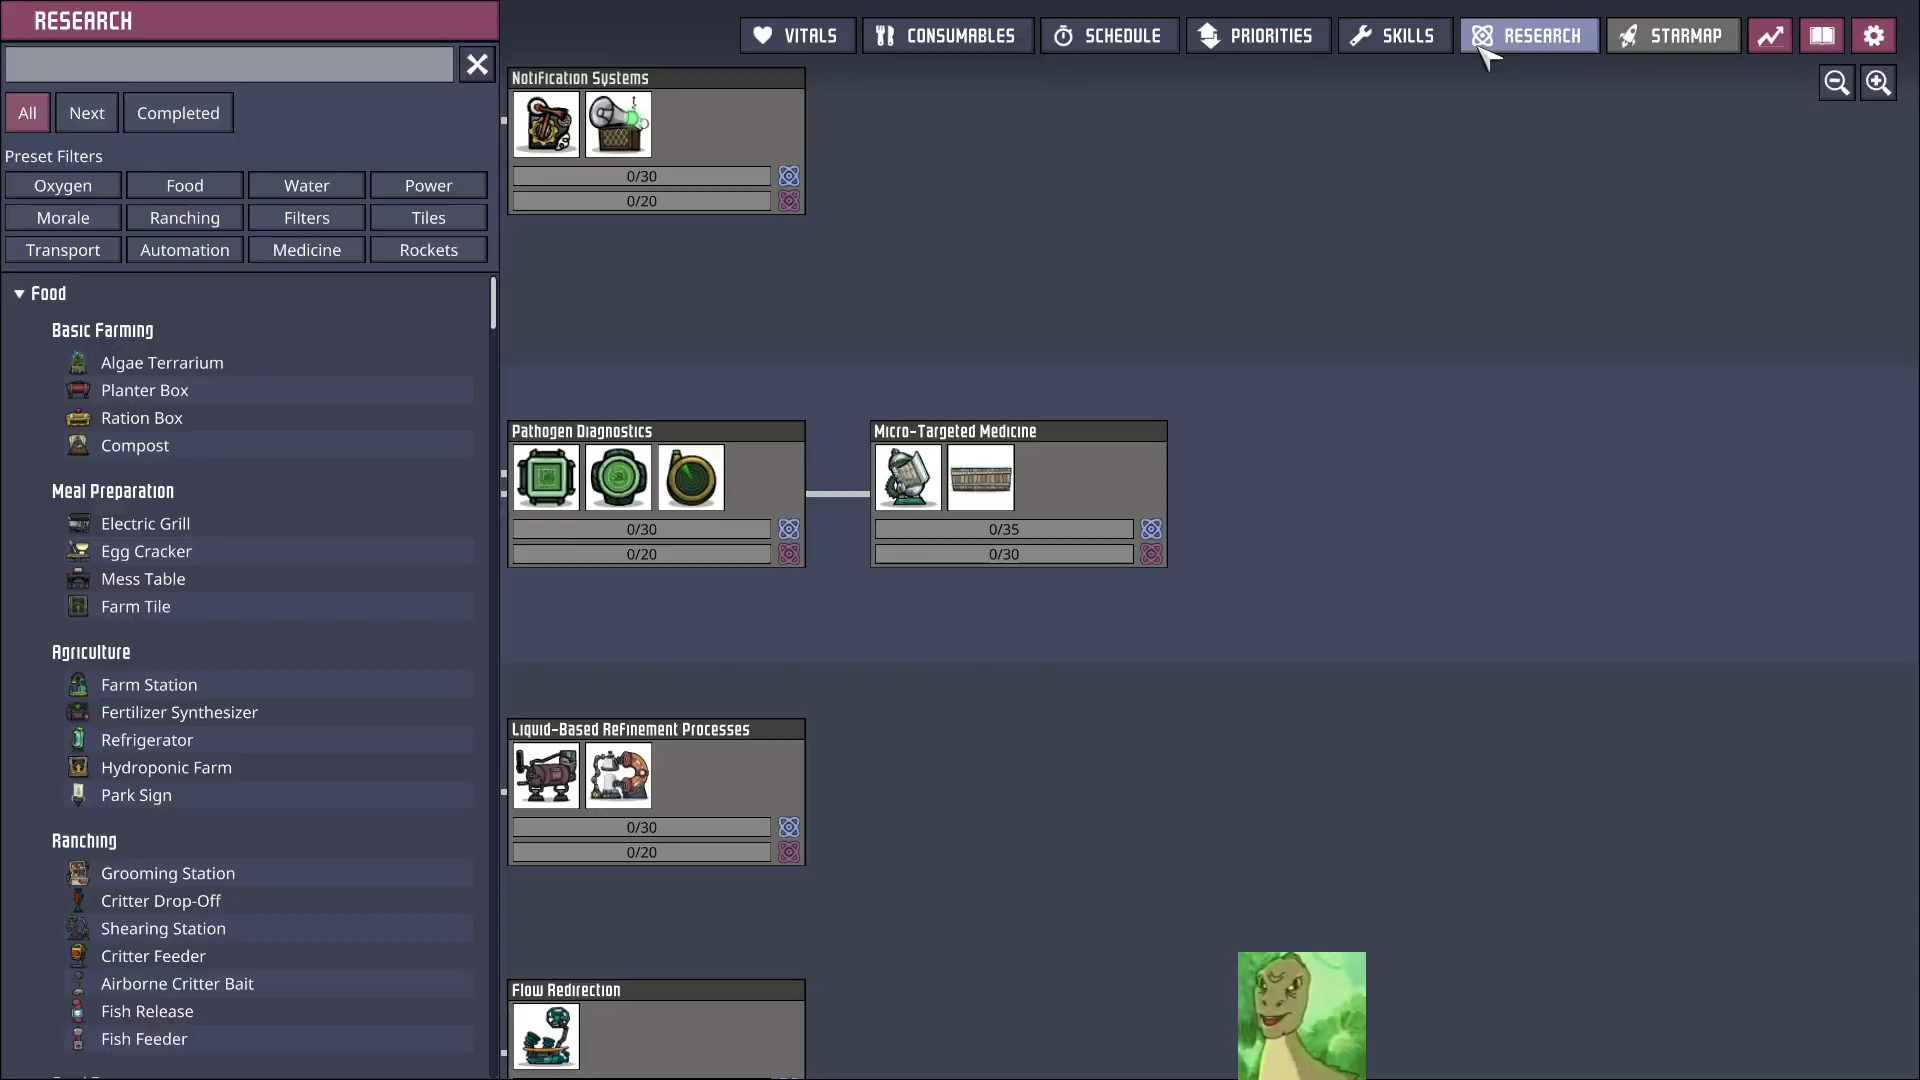 RESEARCH
VITALS
CONSUMABLES
SCHEDULE
PRIORITIES
SKILLS
RESEARCH
STARMAP
All
Next
Completed
Preset Filters
Oxygen
Food
Water
Power
Morale
Ranching
Filters
Tiles
Transport
Automation
Medicine
Rockets
Food
Basic Farming
Algae Terrarium
Planter Box
Ration Box
Compost
Meal Preparation
Electric Grill
Egg Cracker
Mess Table
Farm Tile
Agriculture
Farm Station
Fertilizer Synthesizer
Refrigerator
Hydroponic Farm
Park Sign
Ranching
Grooming Station
Critter Drop-Off
Shearing Station
Critter Feeder
Airborne Critter Bait
Fish Release
Fish Feeder
Notification Systems
0/30
0/20
Pathogen Diagnostics
0/30
0/20
Micro-Targeted Medicine
0/35
0/30
Liquid-Based Refinement Processes
0/30
0/20
Flow Redirection